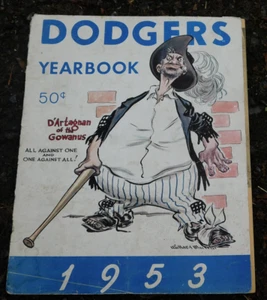 DODGERS
YEARBOOK
50¢
D'Artagnan
of the
Gowanus
ALL AGAINST ONE
AND
ONE AGAINST ALL!
1953